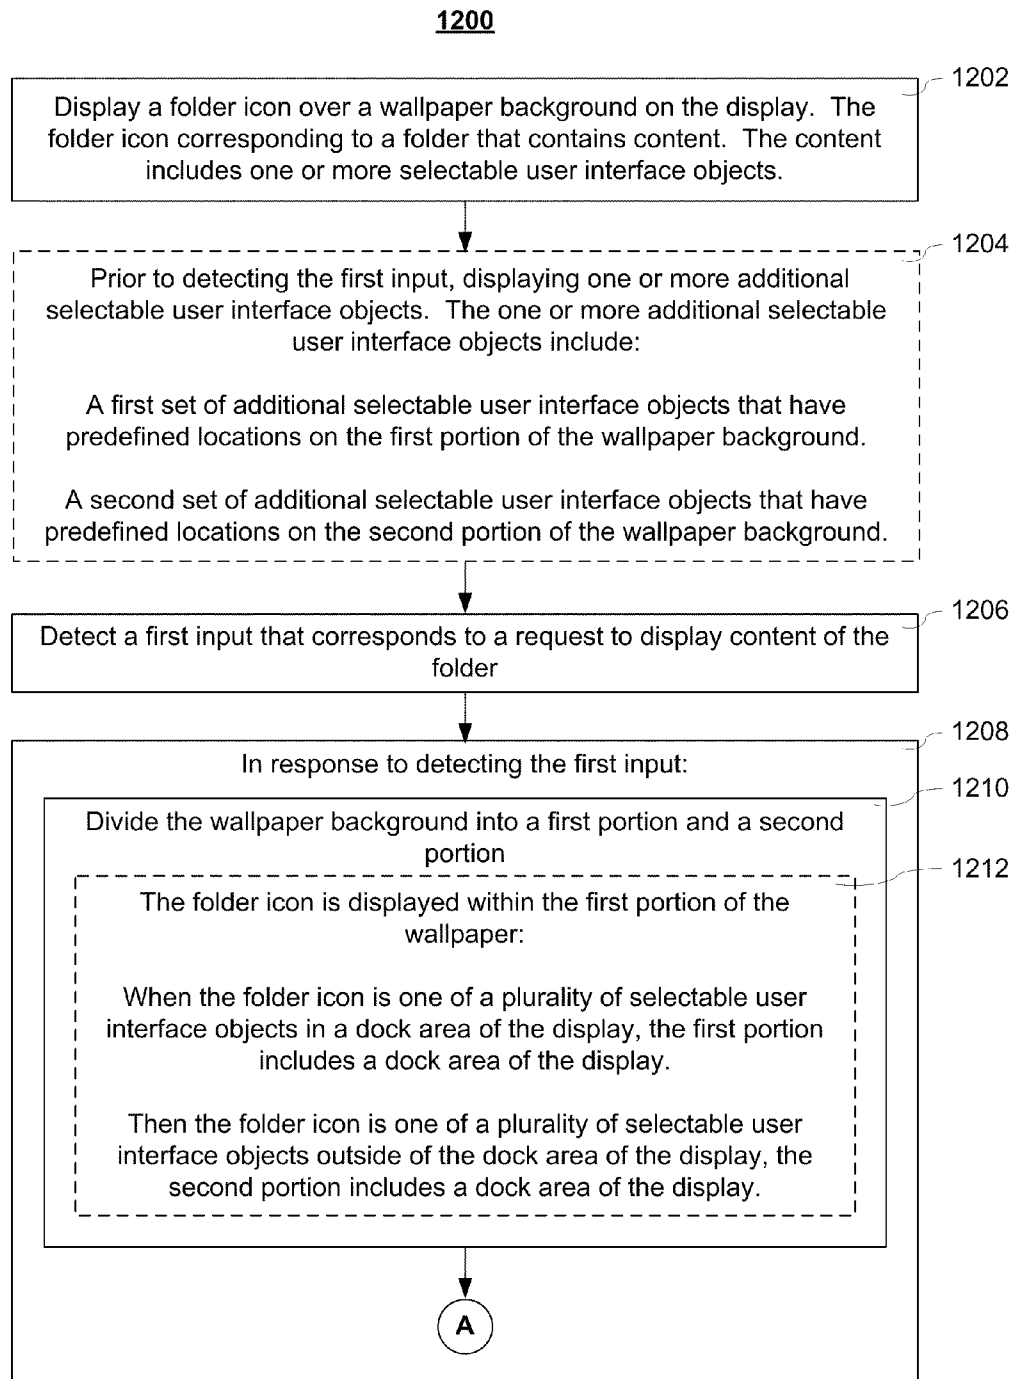 1200
1202
Display a folder icon over a wallpaper background on the display. The
folder icon corresponding to a folder that contains content. The content
includes one or more selectable user interface objects.
1204
Prior to detecting the first input, displaying one or more additional
selectable user interface objects. The one or more additional selectable
user interface objects include:
A first set of additional selectable user interface objects that have
predefined locations on the first portion of the wallpaper background.
A second set of additional selectable user interface objects that have
predefined locations on the second portion of the wallpaper background.
1206
Detect a first input that corresponds to a request to display content of the
folder
1208
In response to detecting the first input:
1210
Divide the wallpaper background into a first portion and a second
portion
1212
The folder icon is displayed within the first portion of the
wallpaper:
When the folder icon is one of a plurality of selectable user
interface objects in a dock area of the display, the first portion
includes a dock area of the display.
Then the folder icon is one of a plurality of selectable user
interface objects outside of the dock area of the display, the
second portion includes a dock area of the display.
A